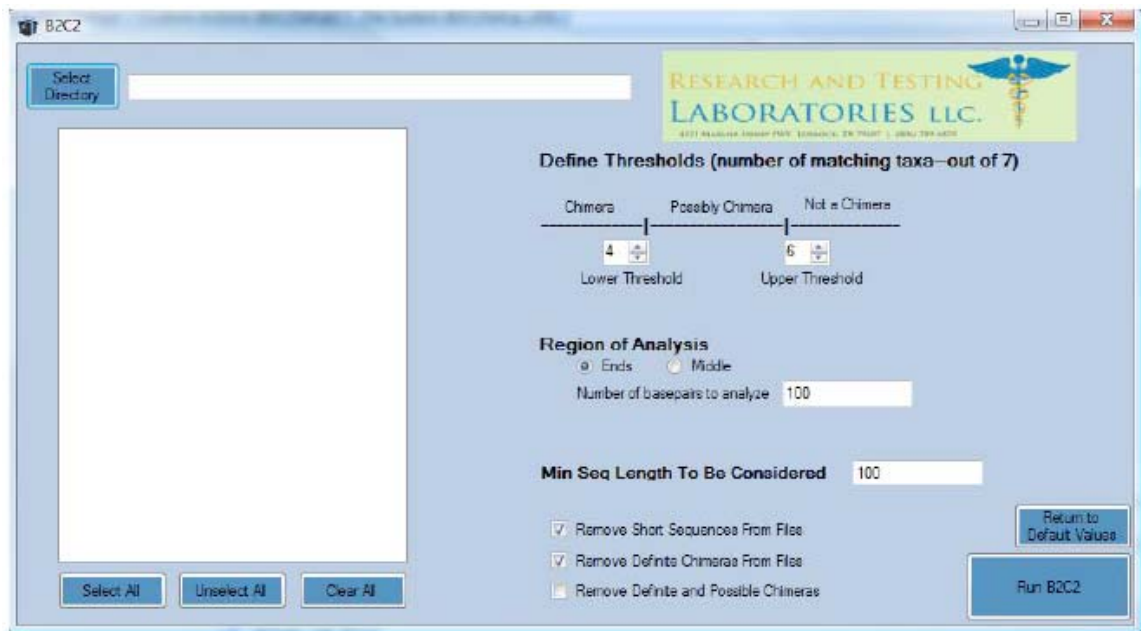 B2C2
Select
Directory
RESEARCH AND TESTING
LABORATORIES LLC.
Define Thresholds (number of matching taxa--out of 7)
Chimera Possibly Chimera Not a Chimera
4 6
Lower Threshold Upper Threshold
Region of Analysis
Ends Middle
Number of basepairs to analyze 100
Min Seq Length To Be Considered 100
Remove Short Sequences From Files
Remove Definite Chimeras From Files
Remove Definite and Possible Chimeras
Return to
Default Values
Select All Unselect All Clear All
Run B2C2